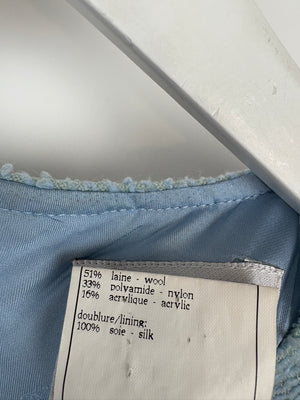 51% laine - wool
33% polyamide - nylon
16% acrylique - acrylic
doublure/lining:
100% soie - silk